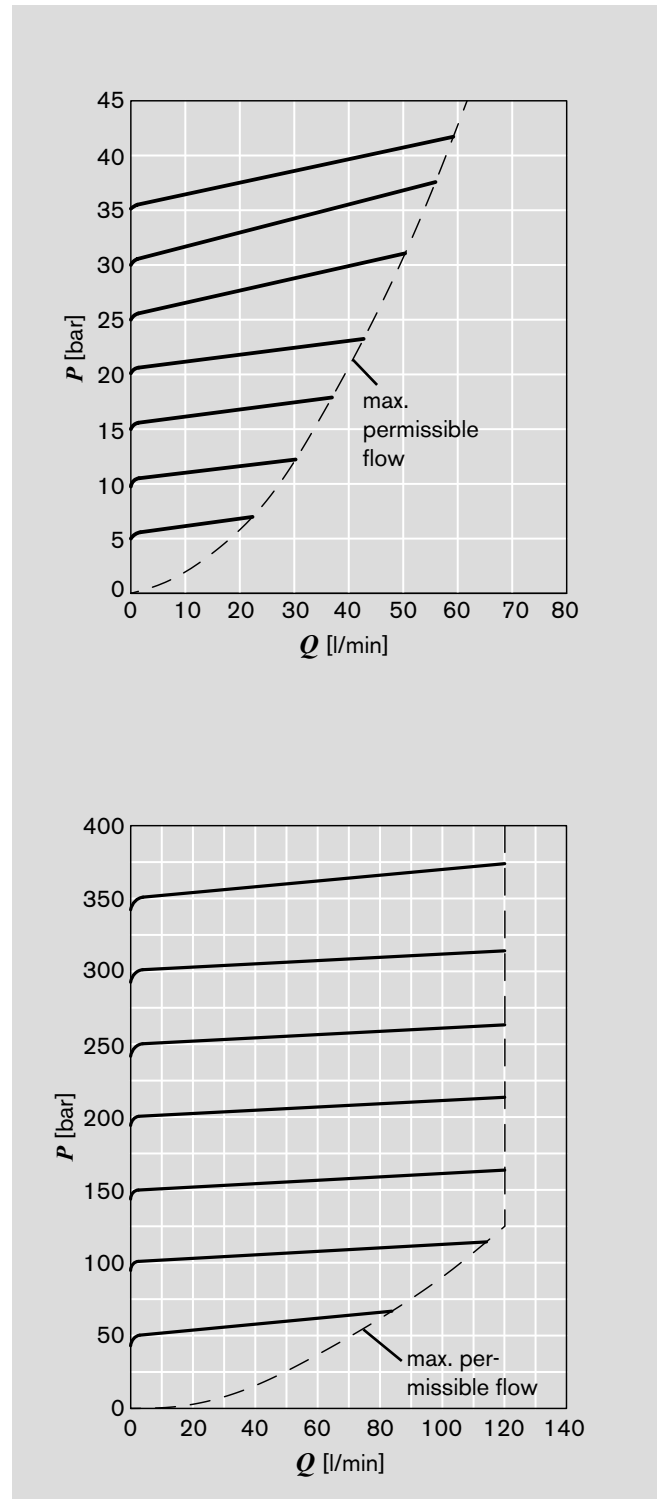 45
40
35
30
25
20
15
10
5
0
P [bar]
max.
permissible
flow
0 10 20 30 40 50 60 70 80
Q [l/min]
400
350
300
250
200
150
100
50
0
P [bar]
max. per-
missible flow
0 20 40 60 80 100 120 140
Q [l/min]